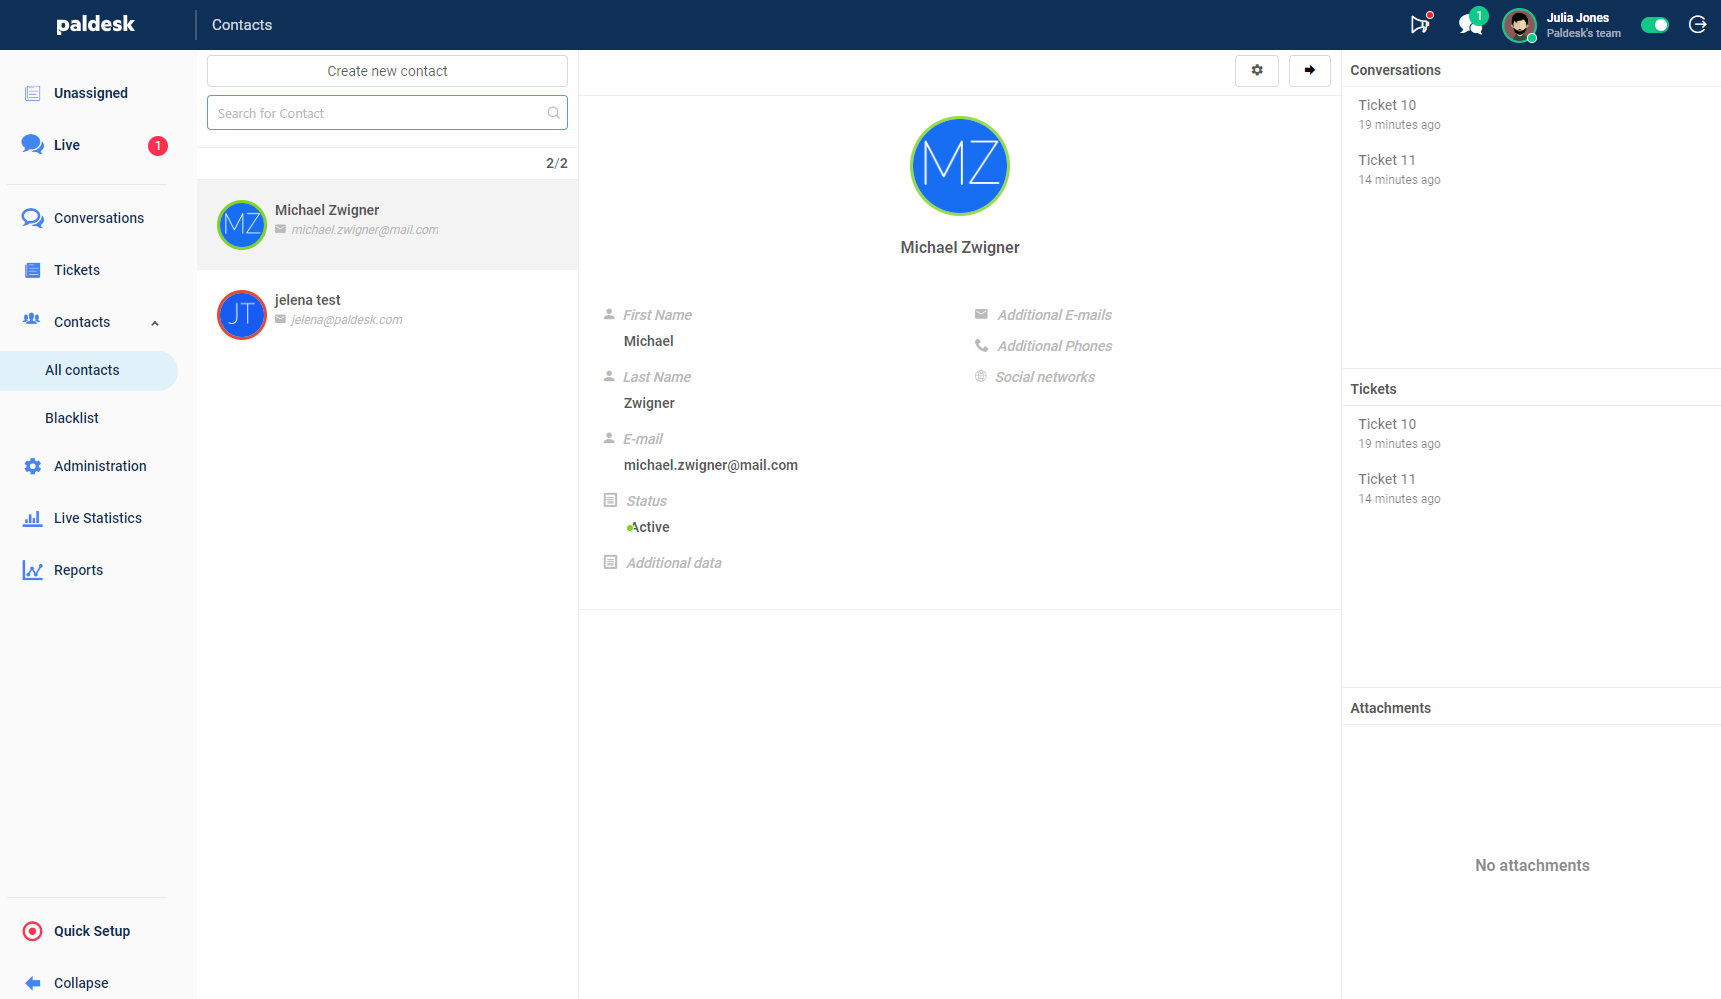 paldesk
Contacts
1
Julia Jones
Paldesk's team
Unassigned
Live
1
Conversations
Tickets
Contacts
All contacts
Blacklist
Administration
Live Statistics
Reports
Quick Setup
Collapse
Create new contact
Search for Contact
2/2
MZ
Michael Zwigner
michael.zwigner@mail.com
JT
jelena test
jelena@paldesk.com
MZ
Michael Zwigner
First Name
Michael
Last Name
Zwigner
E-mail
michael.zwigner@mail.com
Status
Active
Additional data
Additional E-mails
Additional Phones
Social networks
Conversations
Ticket 10
19 minutes ago
Ticket 11
14 minutes ago
Tickets
Ticket 10
19 minutes ago
Ticket 11
14 minutes ago
Attachments
No attachments